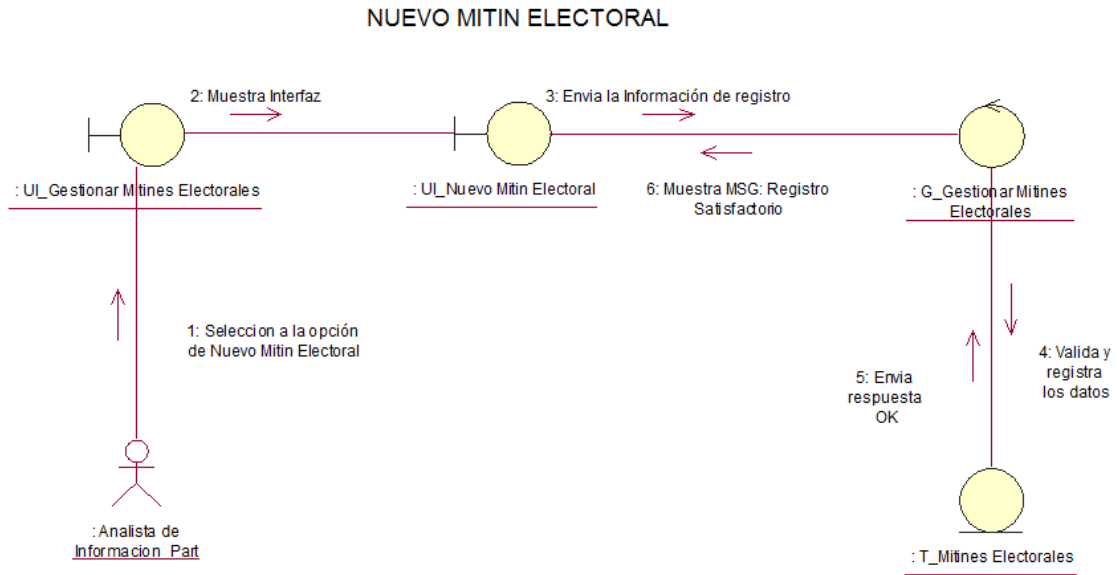 NUEVO MITIN ELECTORAL
2: Muestra Interfaz
3: Envia la Información de registro
: UI_Gestionar Mitines Electorales
: UI_Nuevo Mitin Electoral
6: Muestra MSG: Registro
Satisfactorio
: G_Gestionar Mitines
Electorales
1: Seleccion a la opción
de Nuevo Mitin Electoral
4: Valida y
registra
los datos
5: Envia
respuesta
OK
: Analista de
Informacion_Part
: T_Mitines Electorales